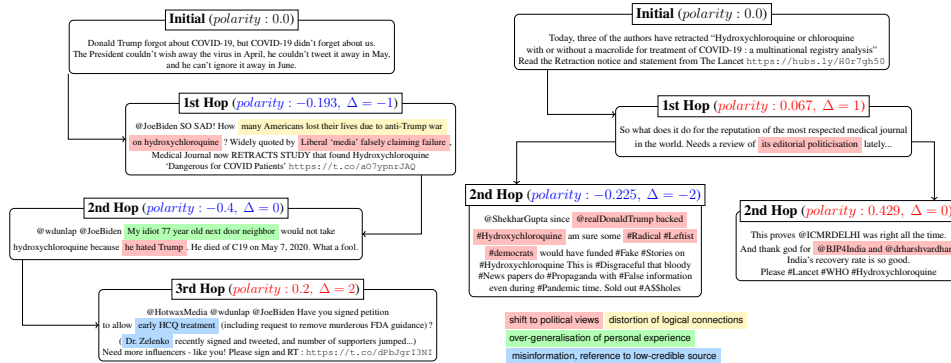 Initial (polarity : 0.0)
Donald Trump forgot about COVID-19, but COVID-19 didn't forget about us.
The President couldn't wish away the virus in April, he couldn't tweet it away in May,
and he can't ignore it away in June.
1st Hop (polarity : −0.193, Δ = −1)
@JoeBiden SO SAD! How many Americans lost their lives due to anti-Trump war
on hydroxychloroquine ? Widely quoted by Liberal 'media' falsely claiming failure,
Medical Journal now RETRACTS STUDY that found Hydroxychloroquine
'Dangerous for COVID Patients' https://t.co/aO7ypnrJAQ
2nd Hop (polarity : −0.4, Δ = 0)
@wdunlap @JoeBiden My idiot 77 year old next door neighbor would not take
hydroxychloroquine because he hated Trump. He died of C19 on May 7, 2020. What a fool.
3rd Hop (polarity : 0.2, Δ = 2)
@HotwaxMedia @wdunlap @JoeBiden Have you signed petition
to allow early HCQ treatment (including request to remove murderous FDA guidance) ?
( Dr. Zelenko recently signed and tweeted, and number of supporters jumped...)
Need more influencers - like you! Please sign and RT : https://t.co/dPbJgrI3NI
Initial (polarity : 0.0)
Today, three of the authors have retracted "Hydroxychloroquine or chloroquine
with or without a macrolide for treatment of COVID-19 : a multinational registry analysis"
Read the Retraction notice and statement from The Lancet https://hubs.ly/H0r7gh50
1st Hop (polarity : 0.067, Δ = 1)
So what does it do for the reputation of the most respected medical journal
in the world. Needs a review of its editorial politicisation lately...
2nd Hop (polarity : −0.225, Δ = −2)
@ShekharGupta since @realDonaldTrump backed
#Hydroxychloroquine am sure some #Radical #Leftist
#democrats would have funded #Fake #Stories on
#Hydroxychloroquine This is #Disgraceful that bloody
#News papers do #Propaganda with #False information
even during #Pandemic time. Sold out #A$$holes
2nd Hop (polarity : 0.429, Δ = 0)
This proves @ICMRDELHI was right all the time.
And thank god for @BJP4India and @drharshvardhan
India's recovery rate is so good.
Please #Lancet #WHO #Hydroxychloroquine
shift to political views distortion of logical connections
over-generalisation of personal experience
misinformation, reference to low-credible source